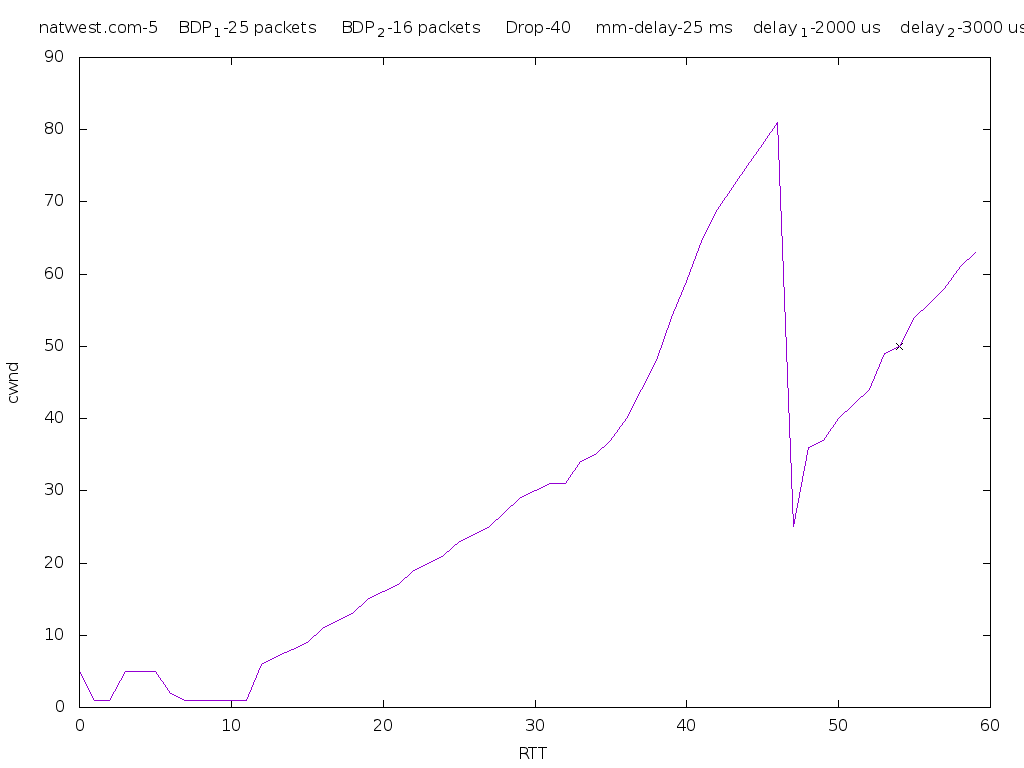 natwest.com-5 BDP1-25 packets BDP2-16 packets Drop-40 mm-delay-25 ms delay1-2000 us delay2-3000 us
90
80
70
60
50
40
30
20
10
0
cwnd
0 10 20 30 40 50 60
RTT